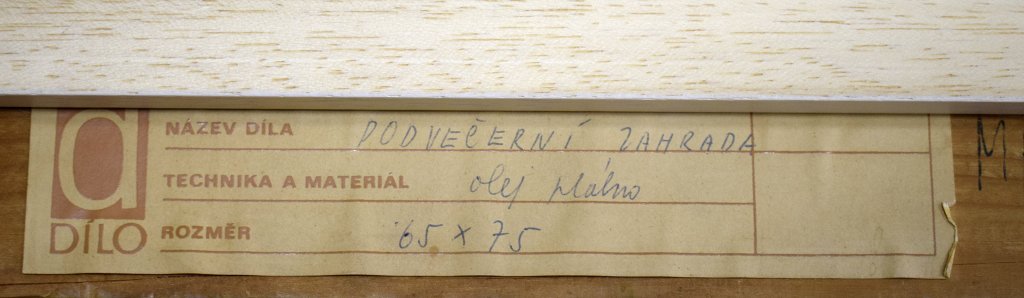 NÁZEV DÍLA PODVEČERNÍ ZAHRADA
TECHNIKA A MATERIÁL olej plátno
ROZMĚR 65 x 75
d
DÍLO
M